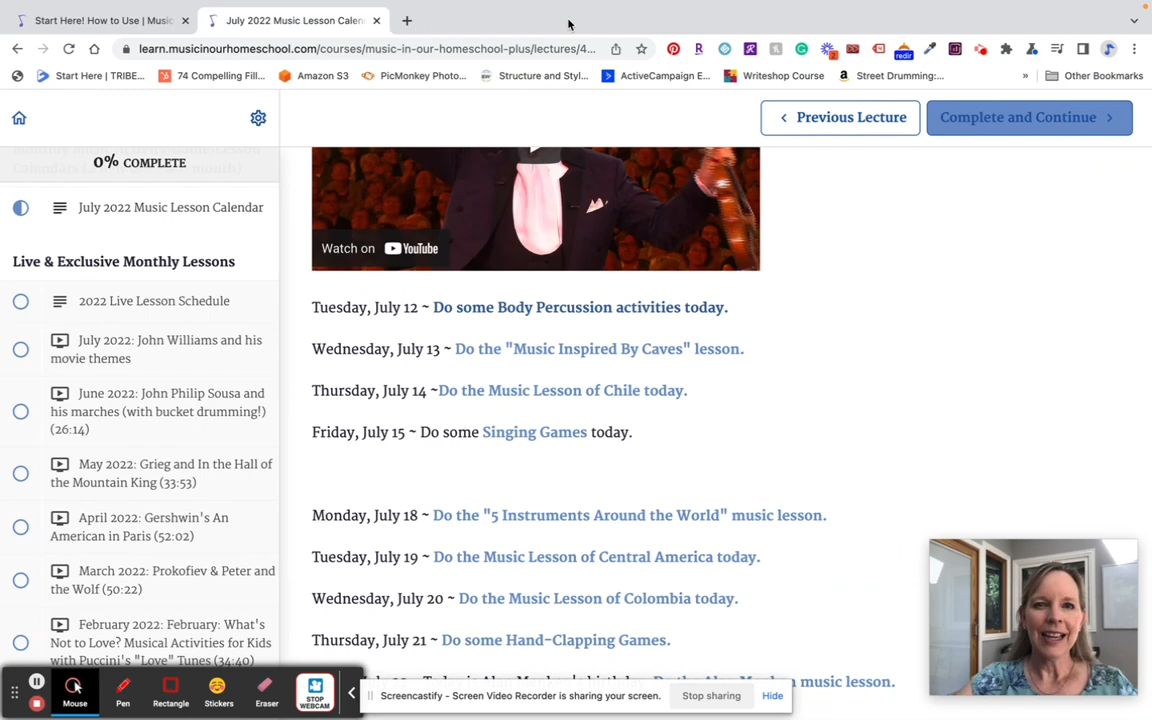 Start Here! How to Use | Music
July 2022 Music Lesson Calen
learn.musicinourhomeschool.com/courses/music-in-our-homeschool-plus/lectures/4...
Start Here | TRIBE...
74 Compelling Fill...
Amazon S3
PicMonkey Photo...
Structure and Styl...
ActiveCampaign E...
Writeshop Course
Street Drumming:...
»
Other Bookmarks
Previous Lecture
Complete and Continue
0% COMPLETE
July 2022 Music Lesson Calendar
Live & Exclusive Monthly Lessons
2022 Live Lesson Schedule
July 2022: John Williams and his
movie themes
June 2022: John Philip Sousa and
his marches (with bucket drumming!)
(26:14)
May 2022: Grieg and In the Hall of
the Mountain King (33:53)
April 2022: Gershwin's An
American in Paris (52:02)
March 2022: Prokofiev & Peter and
the Wolf (50:22)
February 2022: February: What's
Not to Love? Musical Activities for Kids
with Puccini's "Love" Tunes (34:40)
Watch on YouTube
Tuesday, July 12 ~ Do some Body Percussion activities today.
Wednesday, July 13 ~ Do the "Music Inspired By Caves" lesson.
Thursday, July 14 ~Do the Music Lesson of Chile today.
Friday, July 15 ~ Do some Singing Games today.
Monday, July 18 ~ Do the "5 Instruments Around the World" music lesson.
Tuesday, July 19 ~ Do the Music Lesson of Central America today.
Wednesday, July 20 ~ Do the Music Lesson of Colombia today.
Thursday, July 21 ~ Do some Hand-Clapping Games.
music lesson.
Mouse
Pen
Rectangle
Stickers
Eraser
STOP
WEBCAM
Screencastify - Screen Video Recorder is sharing your screen.
Stop sharing
Hide
redir
2